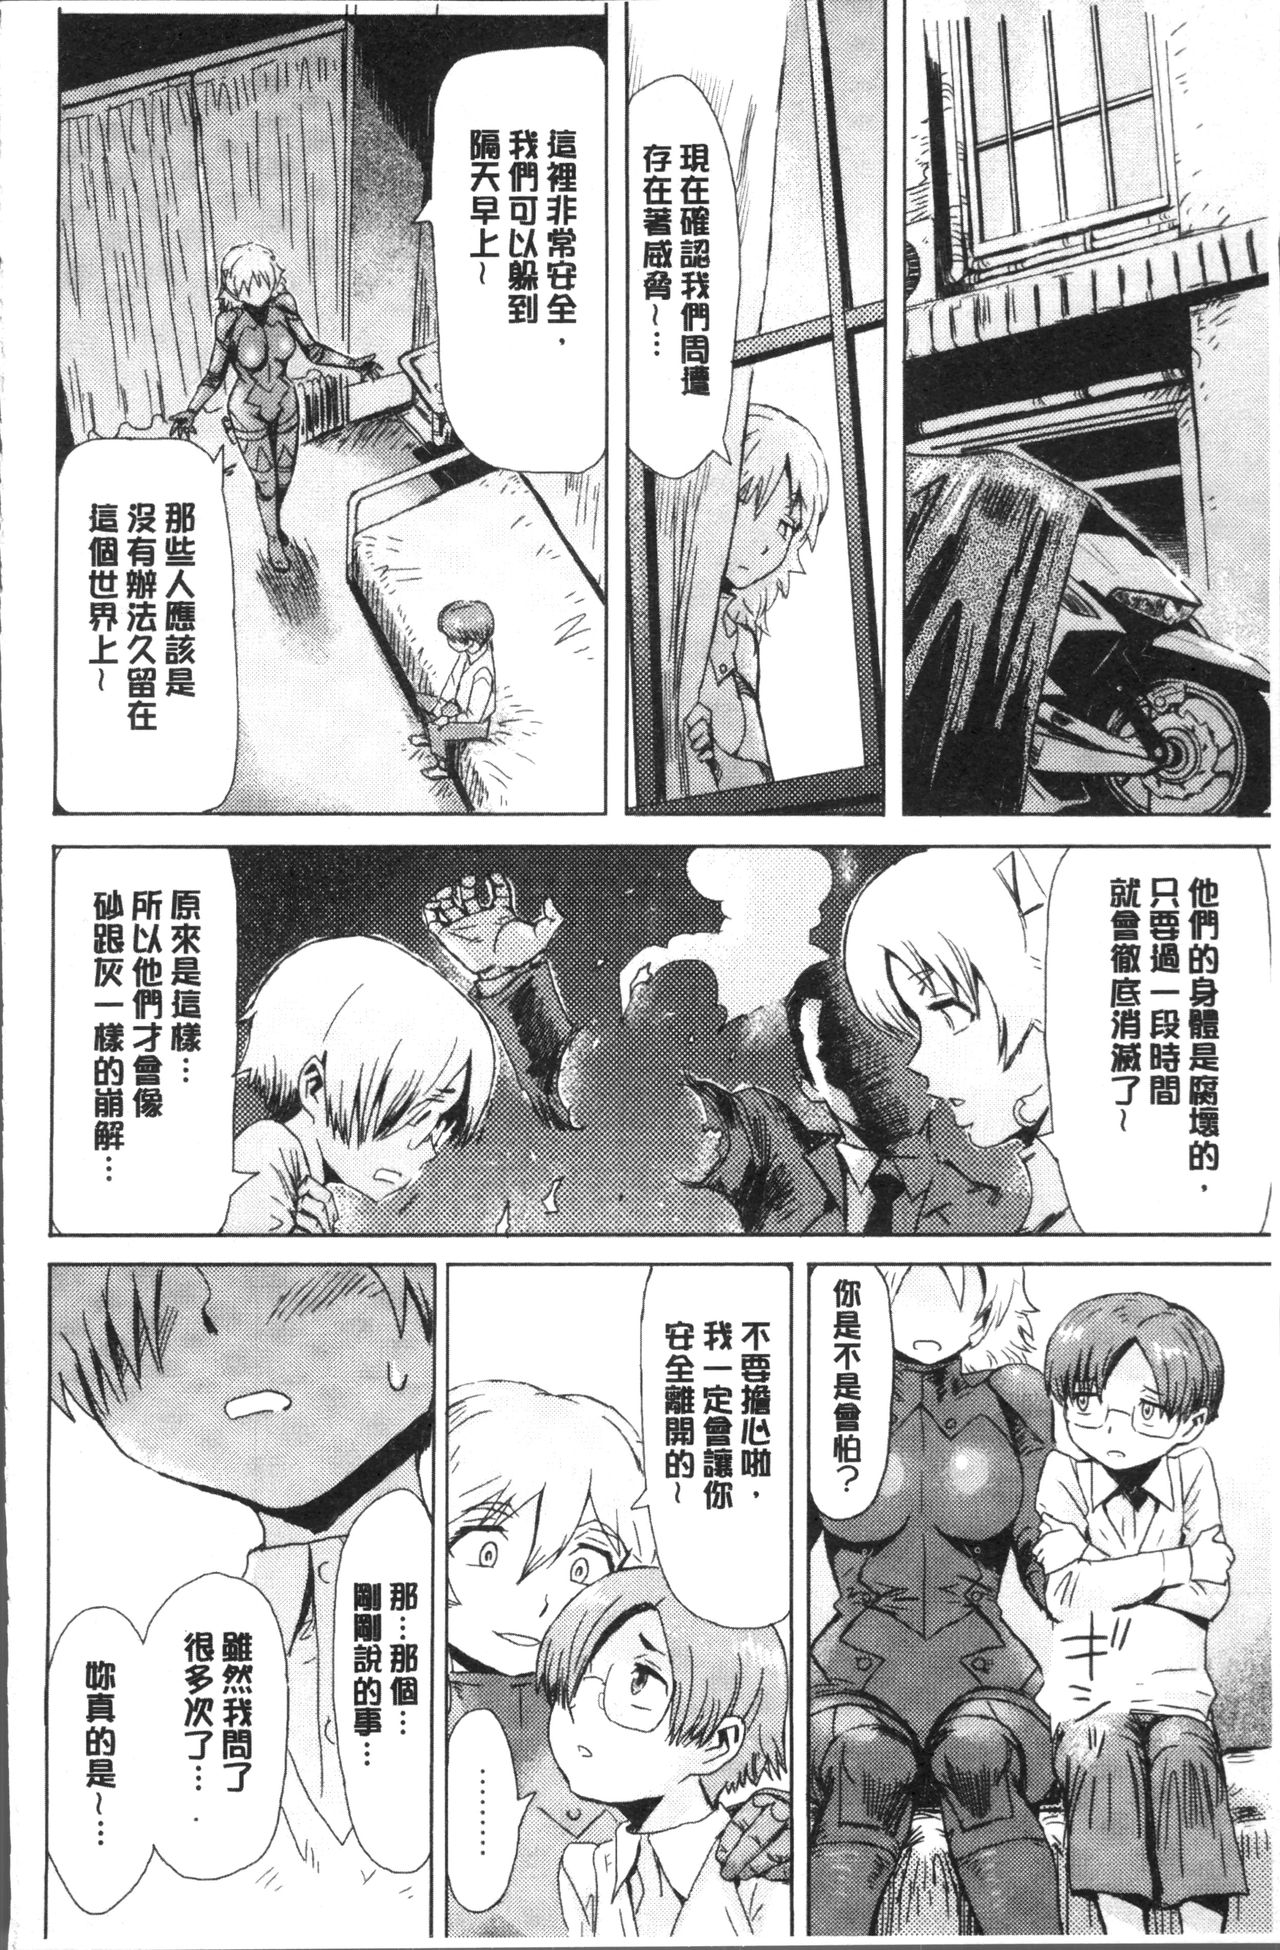 現在確認我們周遭
存在著威脅～…
這裡非常安全，
我們可以躲到
隔天早上～
那些人應該是
沒有辦法久留在
這個世界上～
他們的身體是腐壞的，
只要過一段時間
就會徹底消滅了～
原來是這樣…
所以他們才會像
砂跟灰一樣的崩解…
你是不是會怕？
ギ
不要擔心啦，
我一定會讓你
安全離開的～
………
那…那個…
剛剛說的事…
雖然我問了
很多次了…
妳真的是～…